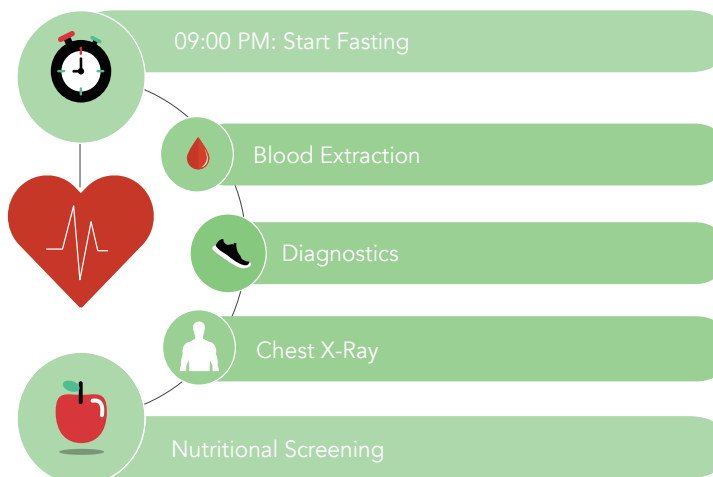 09:00 PM: Start Fasting
Blood Extraction
Diagnostics
Chest X-Ray
Nutritional Screening